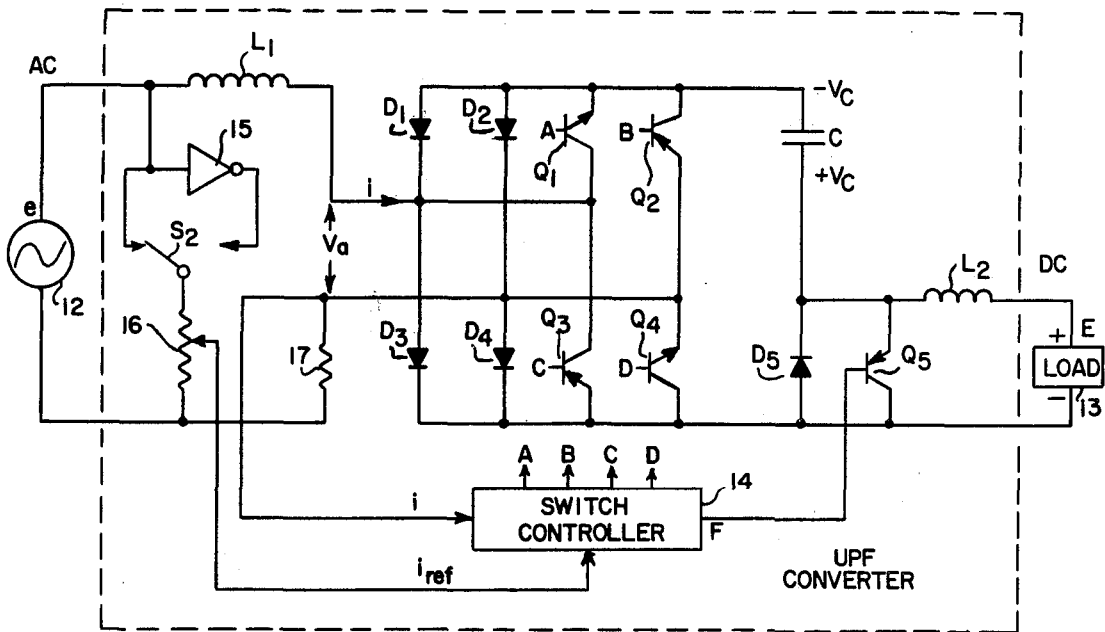 AC
L1
15
e
12
S2
16
17
Va
i
D1
D2
A
Q1
B
Q2
-Vc
C
+Vc
D3
D4
C
Q3
D
Q4
D5
Q5
L2
DC
+ E
LOAD
-
13
A B C D
14
SWITCH
CONTROLLER
F
i
iref
UPF
CONVERTER